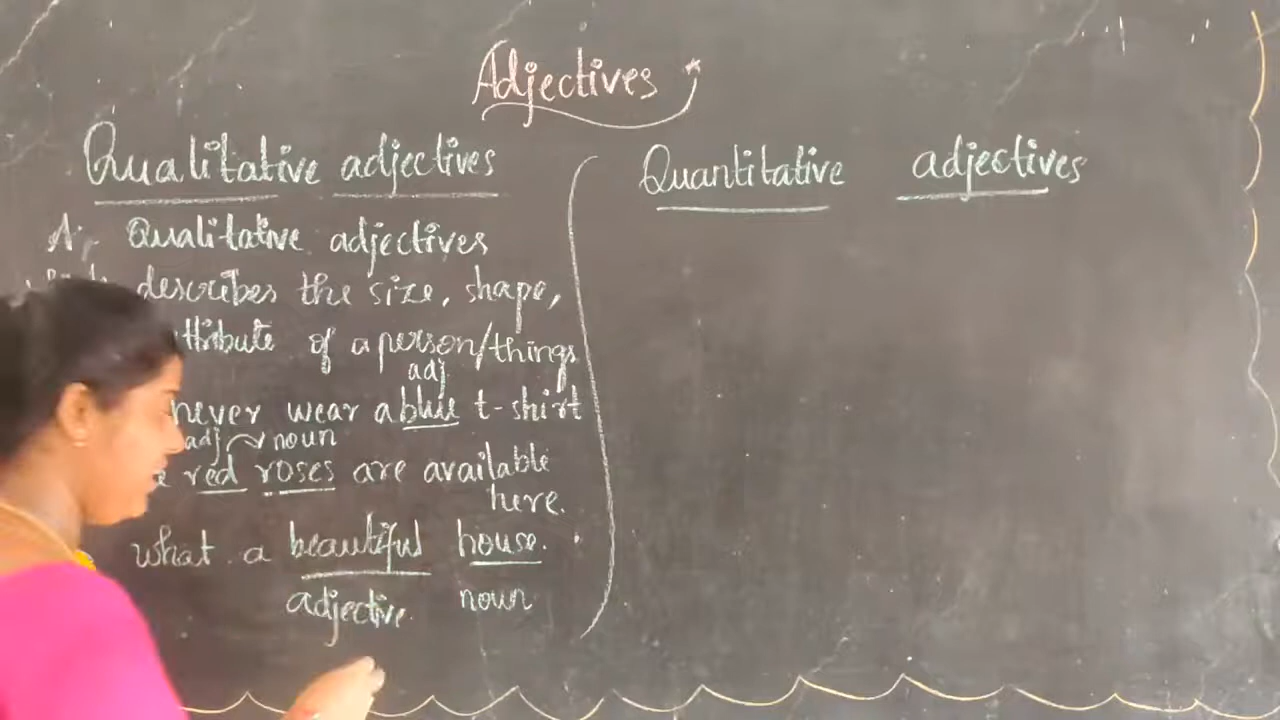 Adjectives
Qualitative adjectives
A, Qualitative adjectives
describes the size, shape,
of a person/things
adj
never wear a blue t-shirt
adj noun
red roses are available
here.
what a beautiful house.
adjective noun
Quantitative adjectives